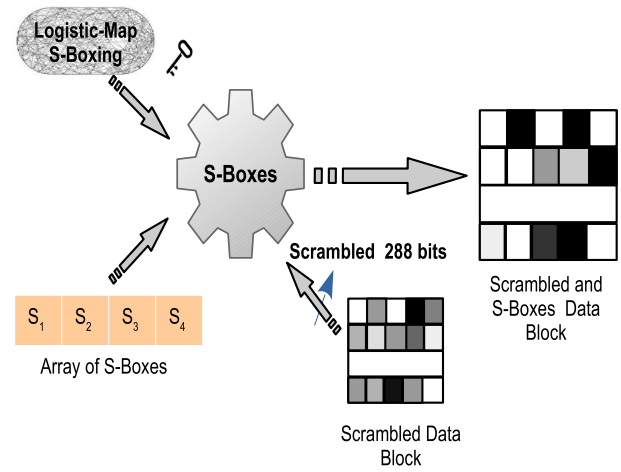 Logistic-Map
S-Boxing
S-Boxes
Scrambled 288 bits
S1 S2 S3 S4
Array of S-Boxes
Scrambled and
S-Boxes Data
Block
Scrambled Data
Block